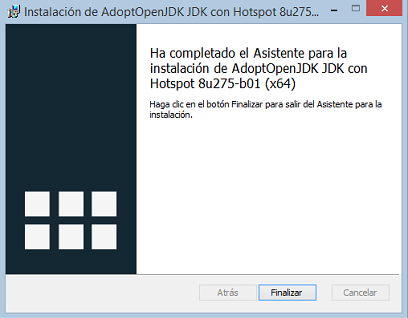 Instalación de AdoptOpenJDK JDK con Hotspot 8u275...
Ha completado el Asistente para la
instalación de AdoptOpenJDK JDK con
Hotspot 8u275-b01 (x64)
Haga clic en el botón Finalizar para salir del Asistente para la
instalación.
Atrás
Finalizar
Cancelar